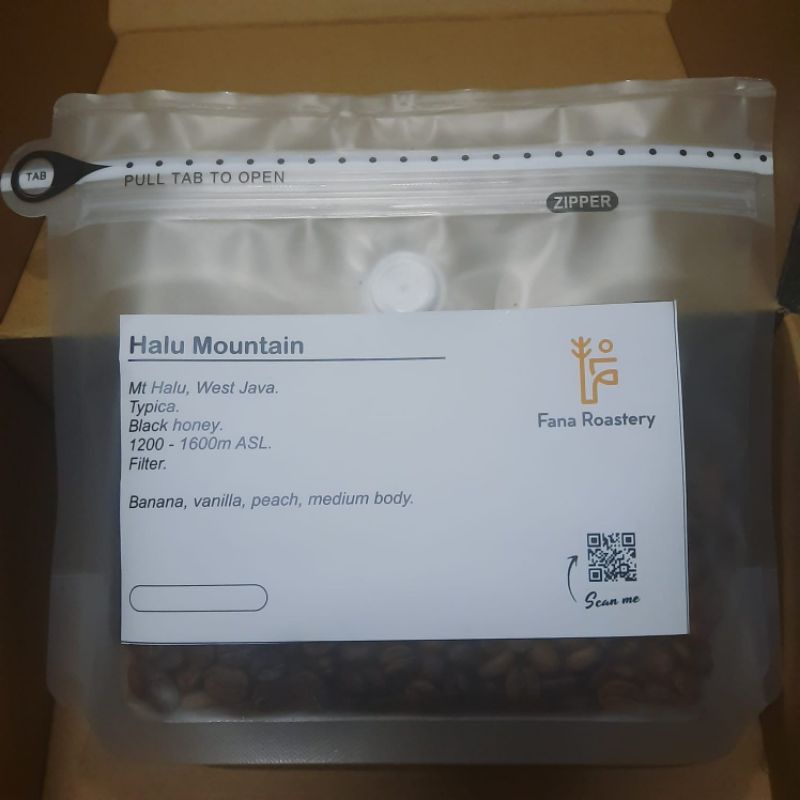 TAB
PULL TAB TO OPEN
ZIPPER
Halu Mountain
Mt Halu, West Java.
Typica.
Black honey.
1200 - 1600m ASL.
Filter.
Banana, vanilla, peach, medium body.
Fana Roastery
Scan me